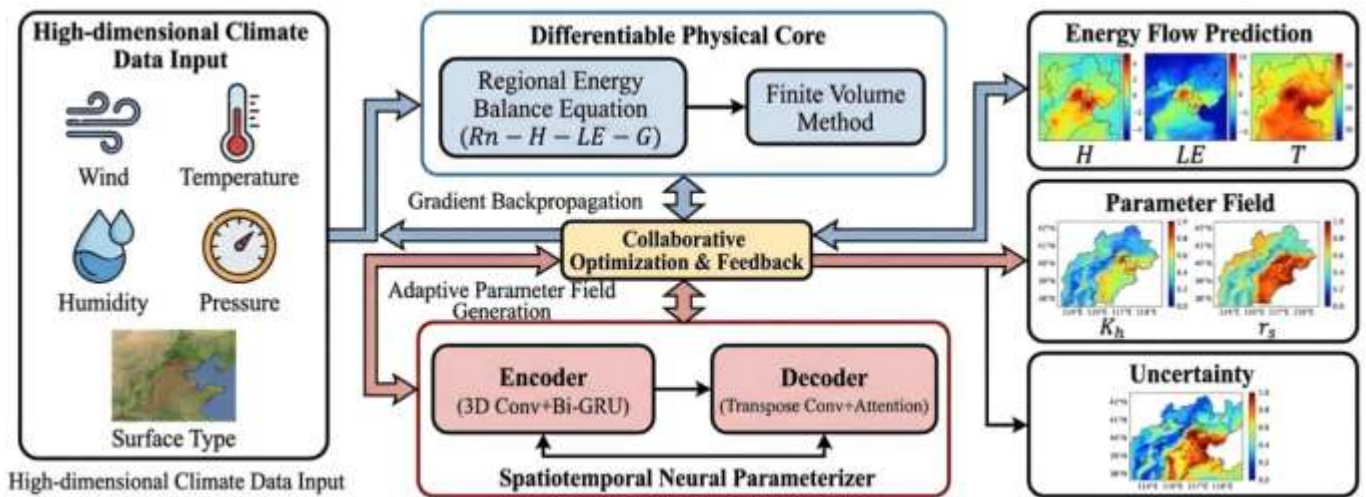 High-dimensional Climate
Data Input
Wind
Temperature
Humidity
Pressure
Surface Type
High-dimensional Climate Data Input
Differentiable Physical Core
Regional Energy
Balance Equation
(Rn − H − LE − G)
Finite Volume
Method
Gradient Backpropagation
Collaborative
Optimization & Feedback
Adaptive Parameter Field
Generation
Encoder
(3D Conv+Bi-GRU)
Decoder
(Transpose Conv+Attention)
Spatiotemporal Neural Parameterizer
Energy Flow Prediction
H
LE
T
Parameter Field
K_h
r_s
Uncertainty